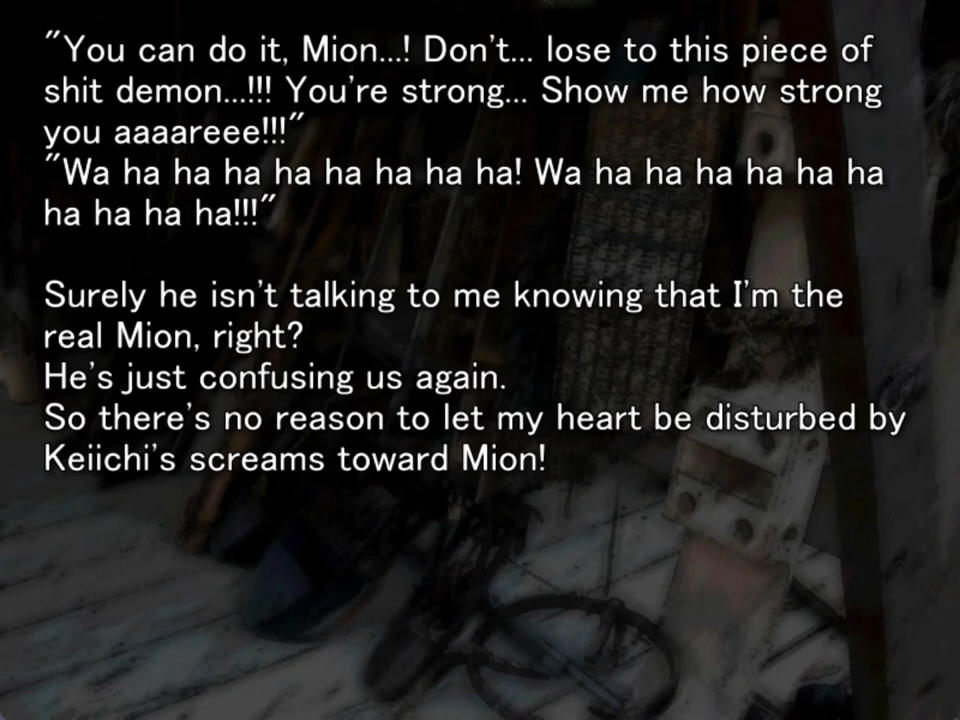 "You can do it, Mion...! Don't... lose to this piece of
shit demon...!!! You're strong... Show me how strong
you aaaareee!!!"
"Wa ha ha ha ha ha ha ha ha! Wa ha ha ha ha ha ha
ha ha ha ha!!!"
Surely he isn't talking to me knowing that I'm the
real Mion, right?
He's just confusing us again.
So there's no reason to let my heart be disturbed by
Keiichi's screams toward Mion!